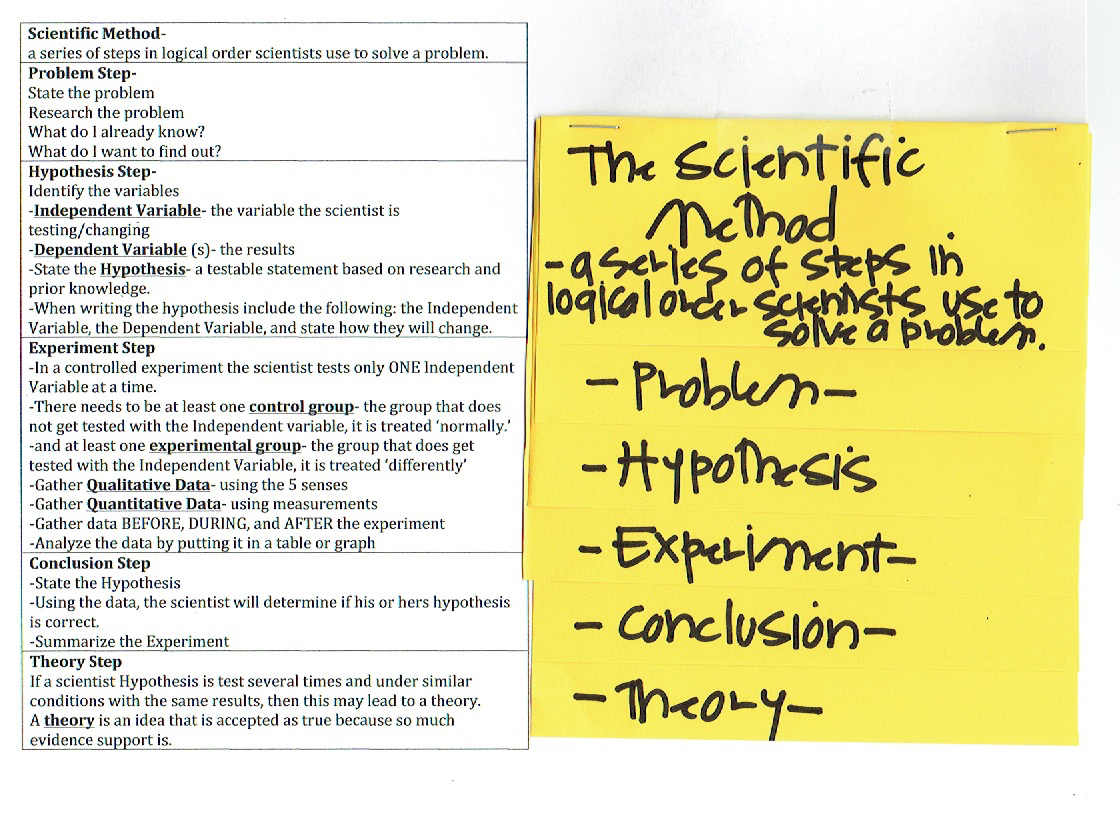 Scientific Method-
a series of steps in logical order scientists use to solve a problem.
Problem Step-
State the problem
Research the problem
What do I already know?
What do I want to find out?
Hypothesis Step-
Identify the variables
-Independent Variable- the variable the scientist is
testing/changing
-Dependent Variable (s)- the results
-State the Hypothesis- a testable statement based on research and
prior knowledge.
-When writing the hypothesis include the following: the Independent
Variable, the Dependent Variable, and state how they will change.
Experiment Step
-In a controlled experiment the scientist tests only ONE Independent
Variable at a time.
-There needs to be at least one control group- the group that does
not get tested with the Independent variable, it is treated ‘normally.’
-and at least one experimental group- the group that does get
tested with the Independent Variable, it is treated ‘differently’
-Gather Qualitative Data- using the 5 senses
-Gather Quantitative Data- using measurements
-Gather data BEFORE, DURING, and AFTER the experiment
-Analyze the data by putting it in a table or graph
Conclusion Step
-State the Hypothesis
-Using the data, the scientist will determine if his or hers hypothesis
is correct.
-Summarize the Experiment
Theory Step
If a scientist Hypothesis is test several times and under similar
conditions with the same results, then this may lead to a theory.
A theory is an idea that is accepted as true because so much
evidence support is.
The Scientific
Method
-a series of steps in
logical order scientists use to
solve a problem.
- Problem-
- Hypothesis
- Experiment-
- Conclusion-
- Theory-